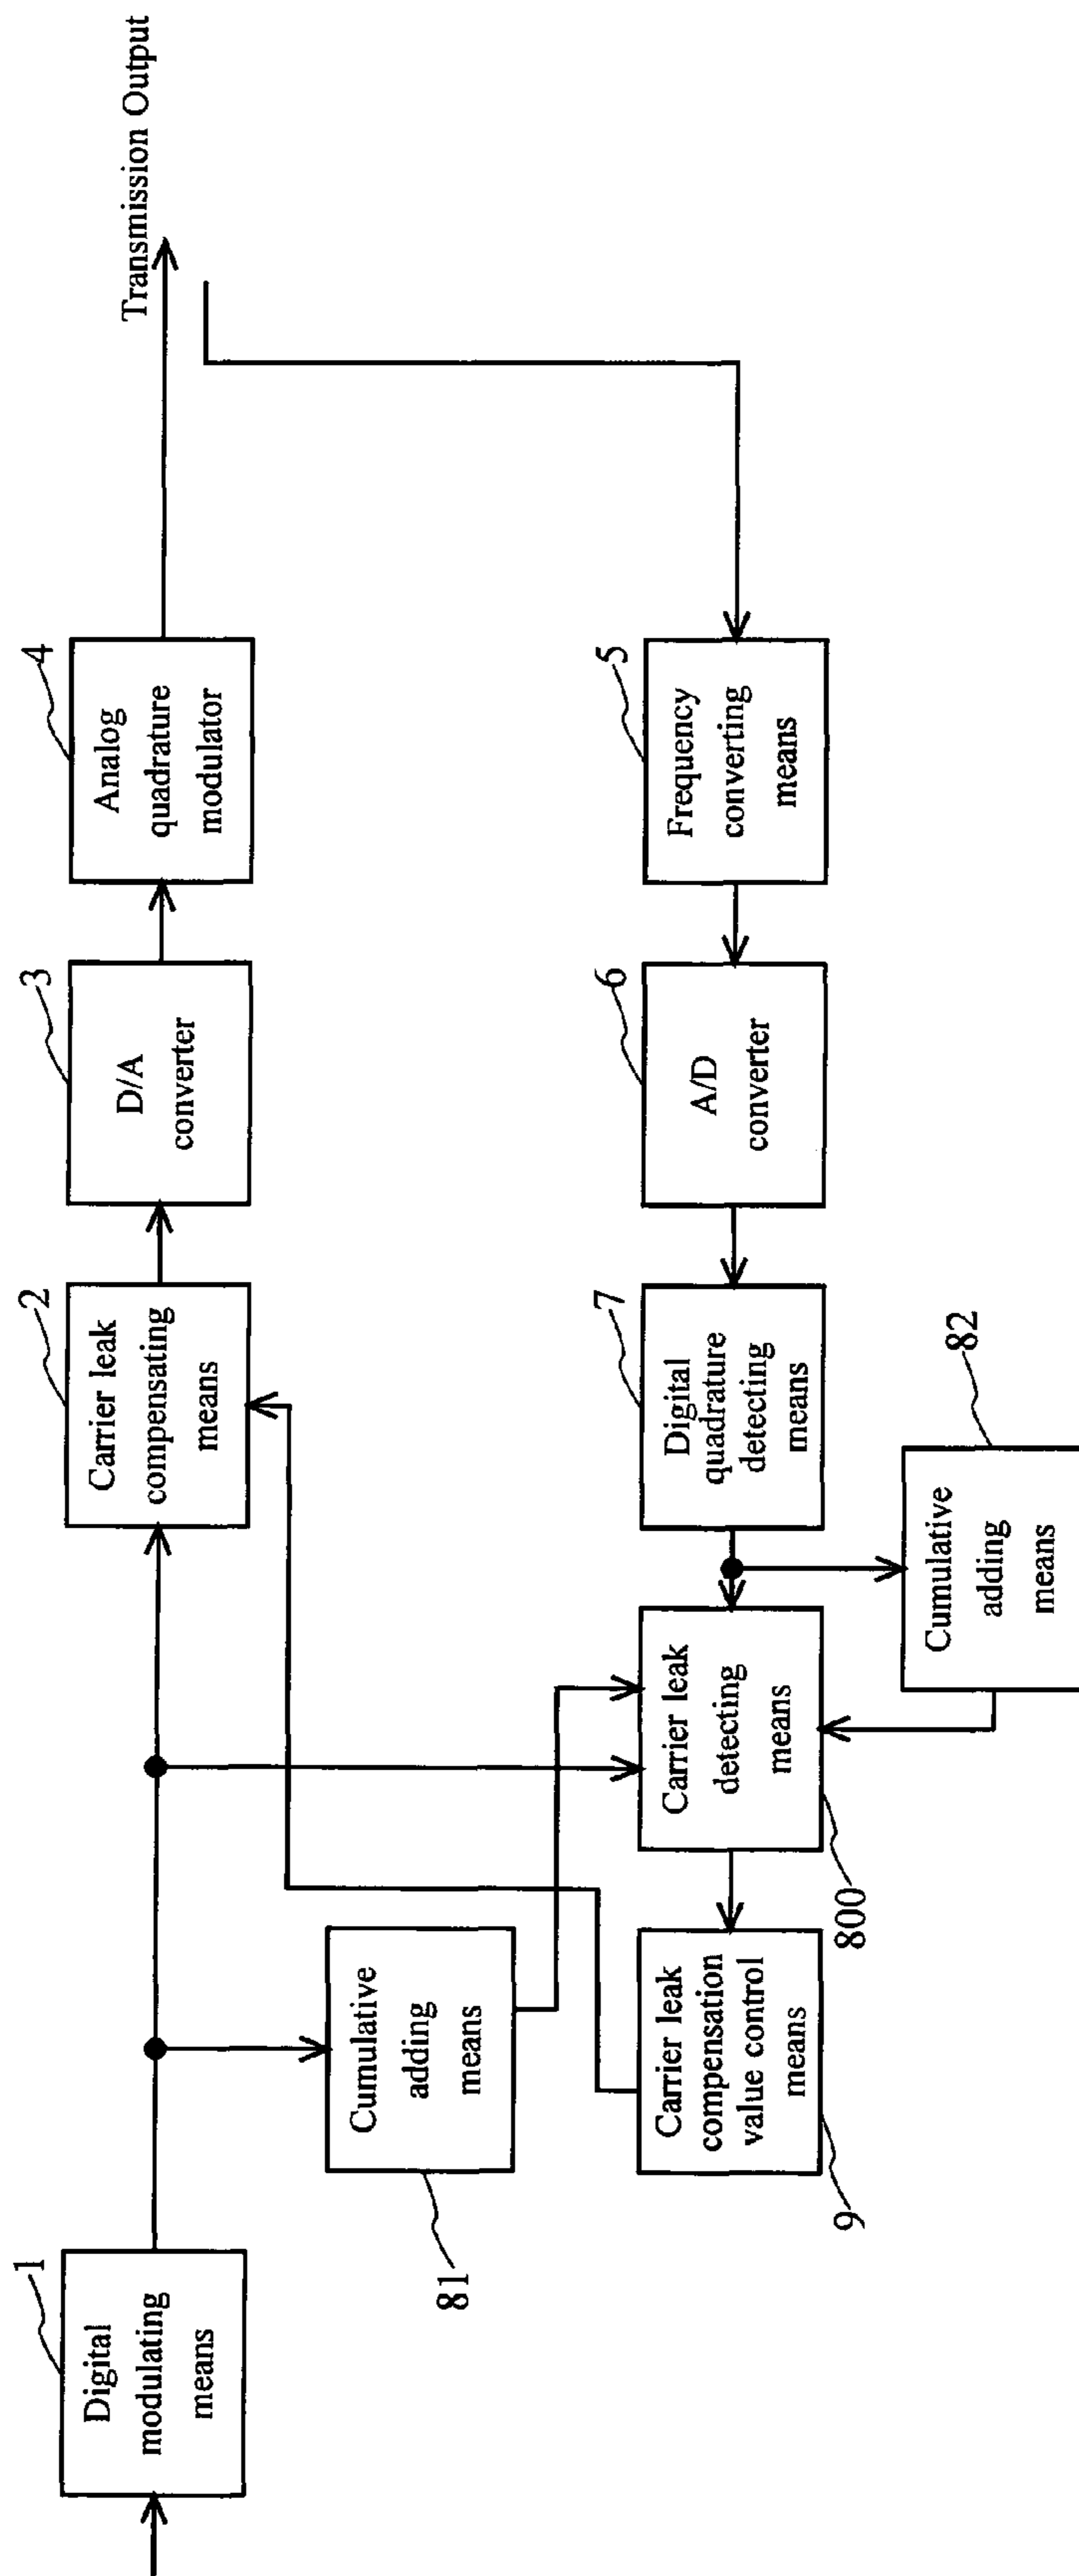 1
Digital
modulating
means
2
Carrier leak
compensating
means
3
D/A
converter
4
Analog
quadrature
modulator
Transmission Output
81
Cumulative
adding
means
9
Carrier leak
compensation
value control
means
800
Carrier leak
detecting
means
7
Digital
quadrature
detecting
means
6
A/D
converter
5
Frequency
converting
means
82
Cumulative
adding
means